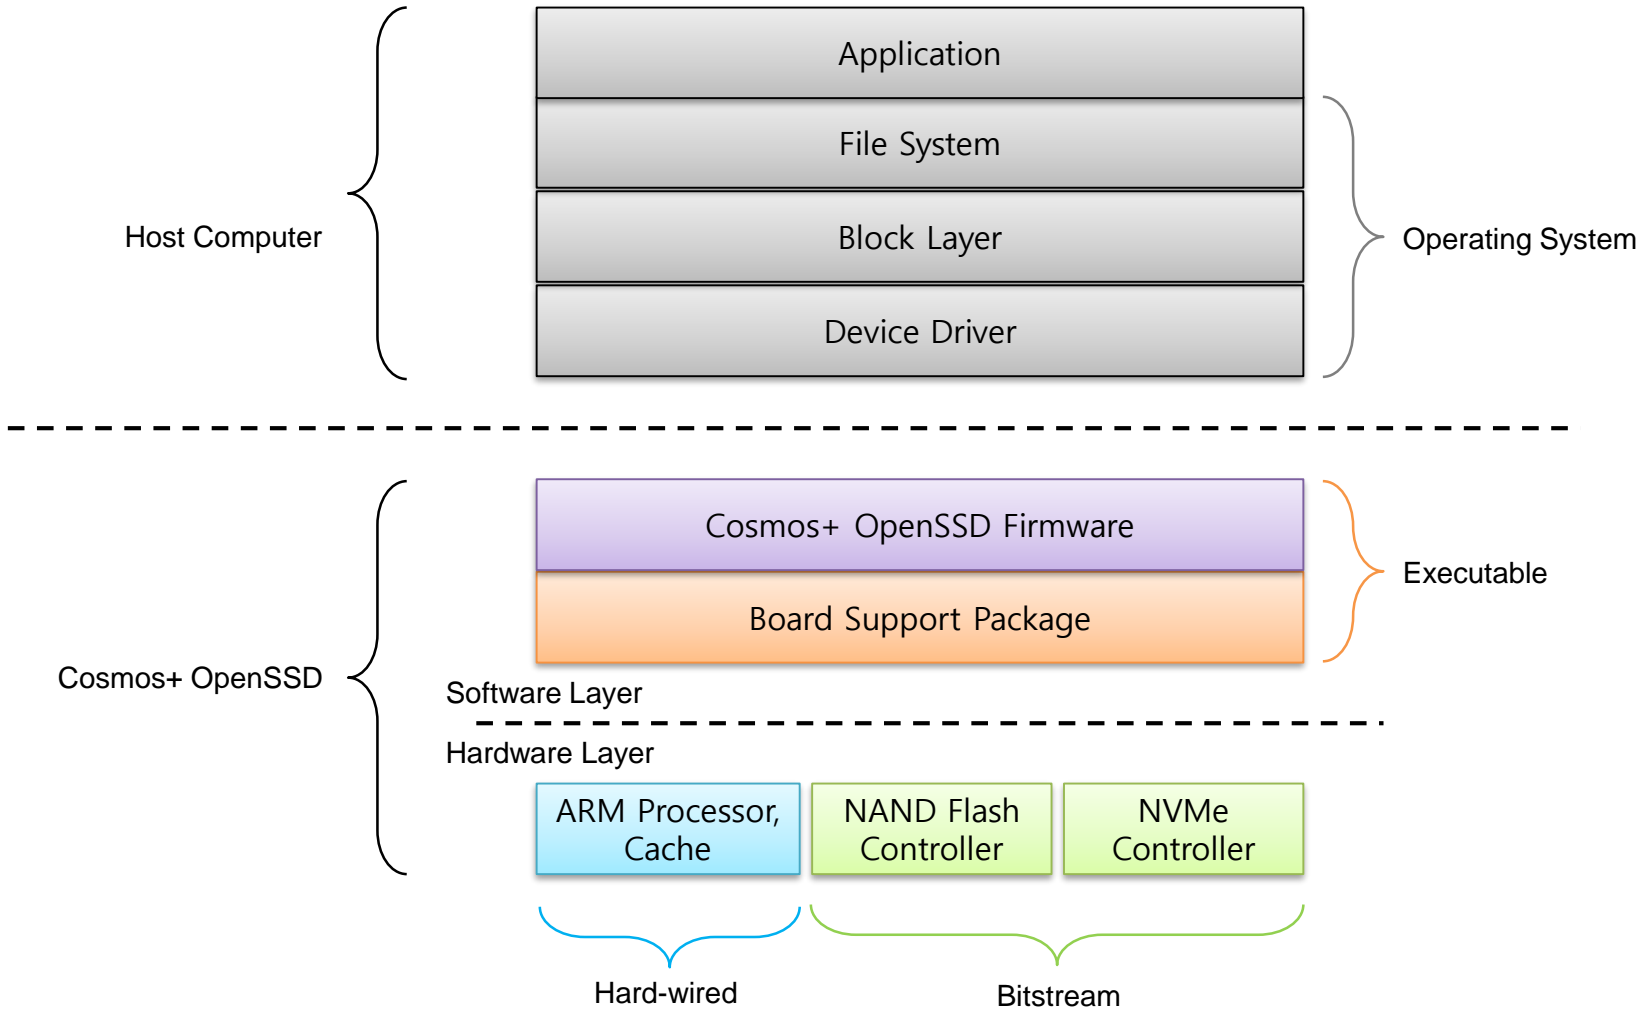 Application
File System
Host Computer
Block Layer
Operating System
Device Driver
Cosmos+ OpenSSD Firmware
Executable
Board Support Package
Cosmos+ OpenSSD
Software Layer
Hardware Layer
ARM Processor,
Cache
NAND Flash
Controller
NVMe
Controller
Hard-wired
Bitstream